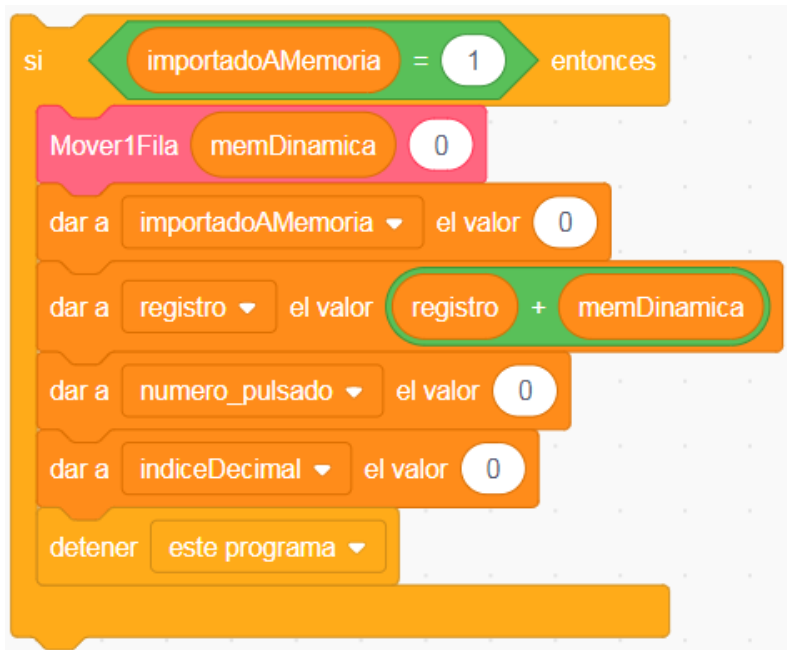 si importadoAMemoria = 1 entonces
Mover1Fila memDinamica 0
dar a importadoAMemoria el valor 0
dar a registro el valor registro + memDinamica
dar a numero_pulsado el valor 0
dar a indiceDecimal el valor 0
detener este programa